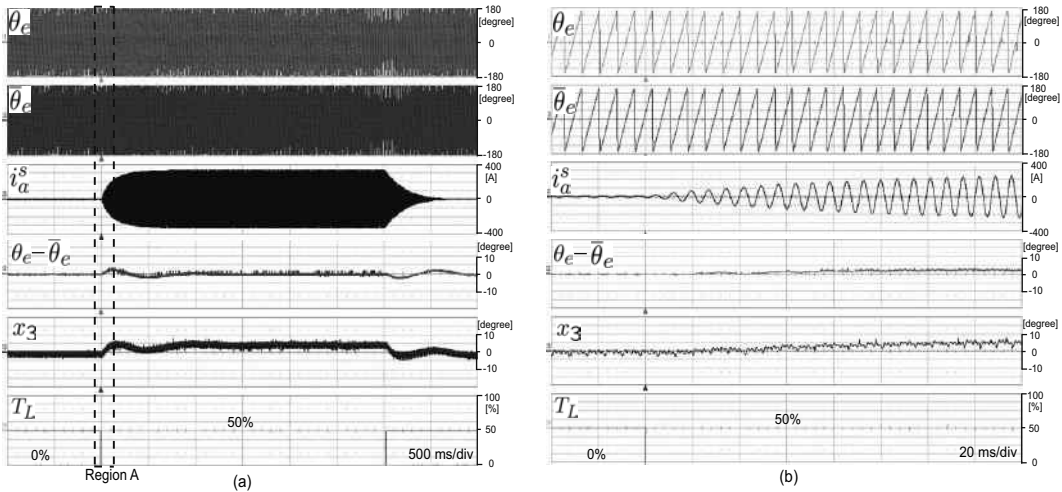 θe 180 [degree] 0 -180
θ̅e 180 [degree] 0 -180
i_a^s 400 [A] 0 -400
θe−θ̅e [degree] 10 0 -10
x3 [degree] 10 0 -10
TL 100 [%] 50 0
50%
0% 500 ms/div
Region A
(a)
θe 180 [degree] 0 -180
θ̅e 180 [degree] 0 -180
i_a^s 400 [A] 0 -400
θe−θ̅e [degree] 10 0 -10
x3 [degree] 10 0 -10
TL 100 [%] 50 0
50%
0% 20 ms/div
(b)